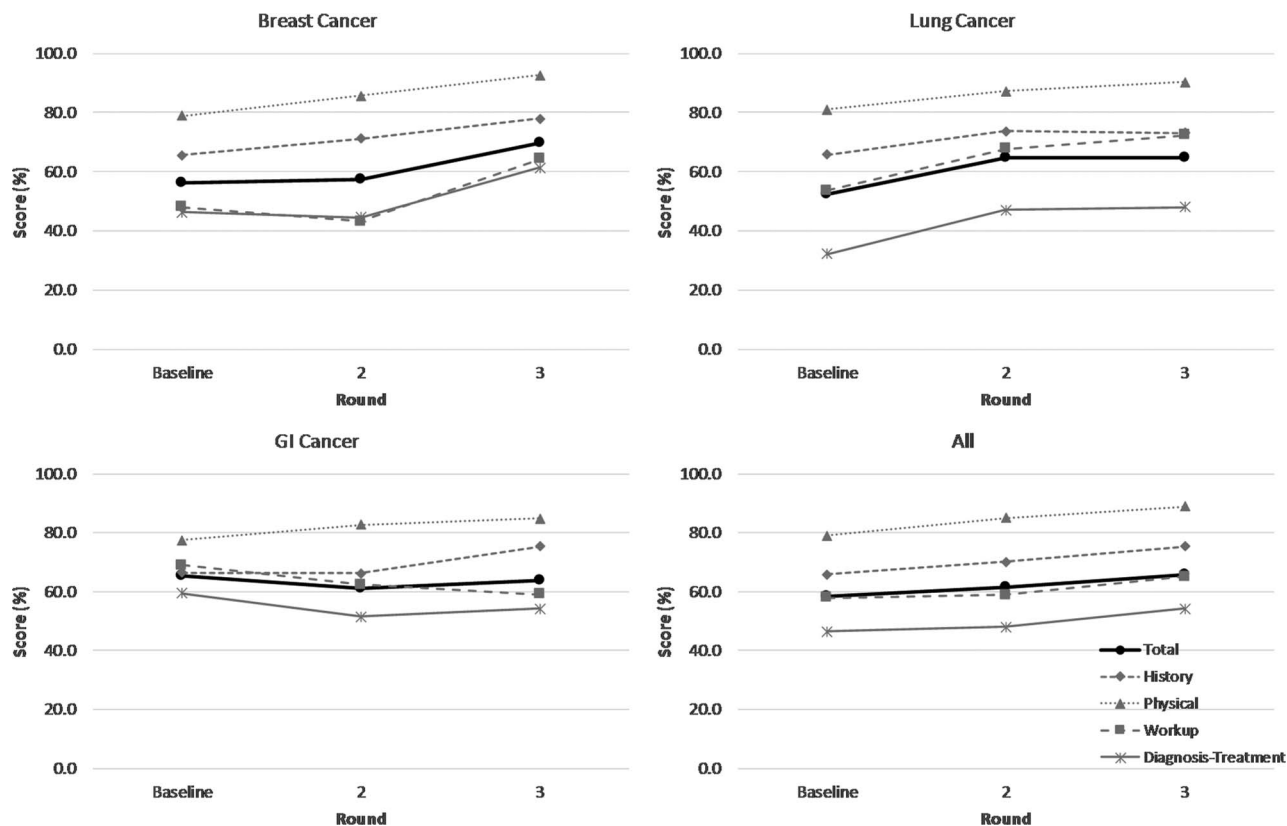 Breast Cancer
Score (%)
100.0
80.0
60.0
40.0
20.0
0.0
Baseline 2 3
Round
Lung Cancer
Score (%)
100.0
80.0
60.0
40.0
20.0
0.0
Baseline 2 3
Round
GI Cancer
Score (%)
100.0
80.0
60.0
40.0
20.0
0.0
Baseline 2 3
Round
All
Score (%)
100.0
80.0
60.0
40.0
20.0
0.0
Baseline 2 3
Round
Total
History
Physical
Workup
Diagnosis-Treatment